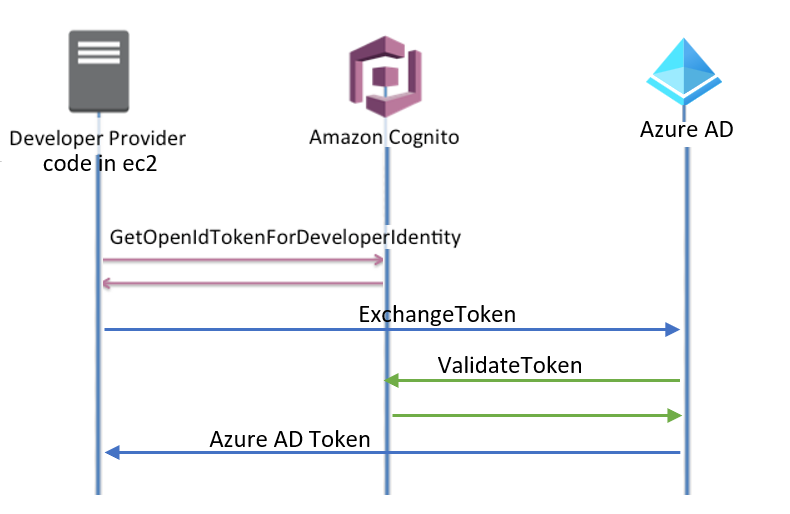 Developer Provider
code in ec2
Amazon Cognito
Azure AD
GetOpenIdTokenForDeveloperIdentity
ExchangeToken
ValidateToken
Azure AD Token